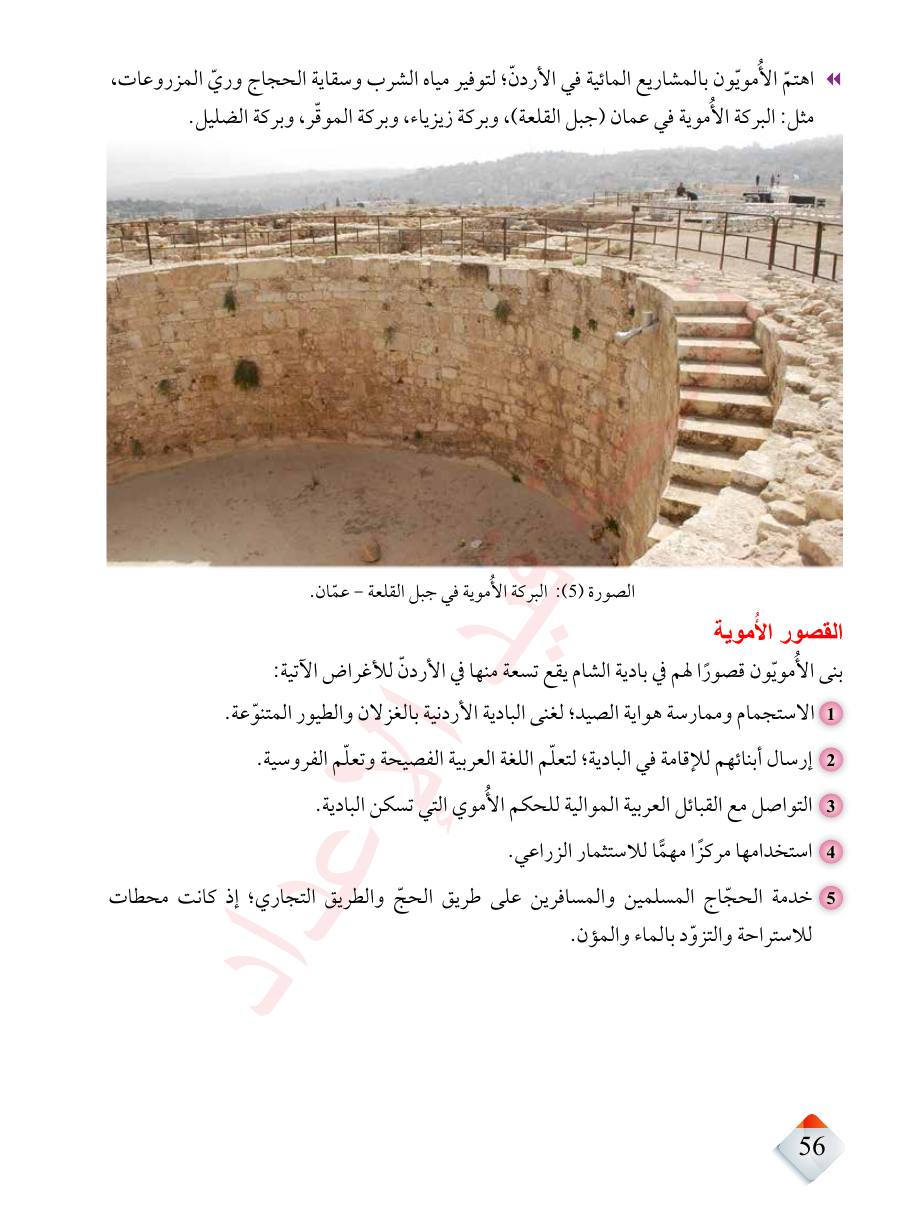 اهتمّ الأُمويّون بالمشاريع المائية في الأردنّ؛ لتوفير مياه الشرب وسقاية الحجاج وريّ المزروعات،
مثل: البركة الأُموية في عمان (جبل القلعة)، وبركة زيزياء، وبركة الموقّر، وبركة الضليل.
الصورة (5): البركة الأُموية في جبل القلعة – عمّان.
القصور الأُموية
بنى الأُمويّون قصورًا لهم في بادية الشام يقع تسعة منها في الأردنّ للأغراض الآتية:
1 الاستجمام وممارسة هواية الصيد؛ لغنى البادية الأردنية بالغزلان والطيور المتنوّعة.
2 إرسال أبنائهم للإقامة في البادية؛ لتعلّم اللغة العربية الفصيحة وتعلّم الفروسية.
3 التواصل مع القبائل العربية الموالية للحكم الأُموي التي تسكن البادية.
4 استخدامها مركزًا مهمًّا للاستثمار الزراعي.
5 خدمة الحجّاج المسلمين والمسافرين على طريق الحجّ والطريق التجاري؛ إذ كانت محطات
للاستراحة والتزوّد بالماء والمؤن.
قيد الإعداد
56